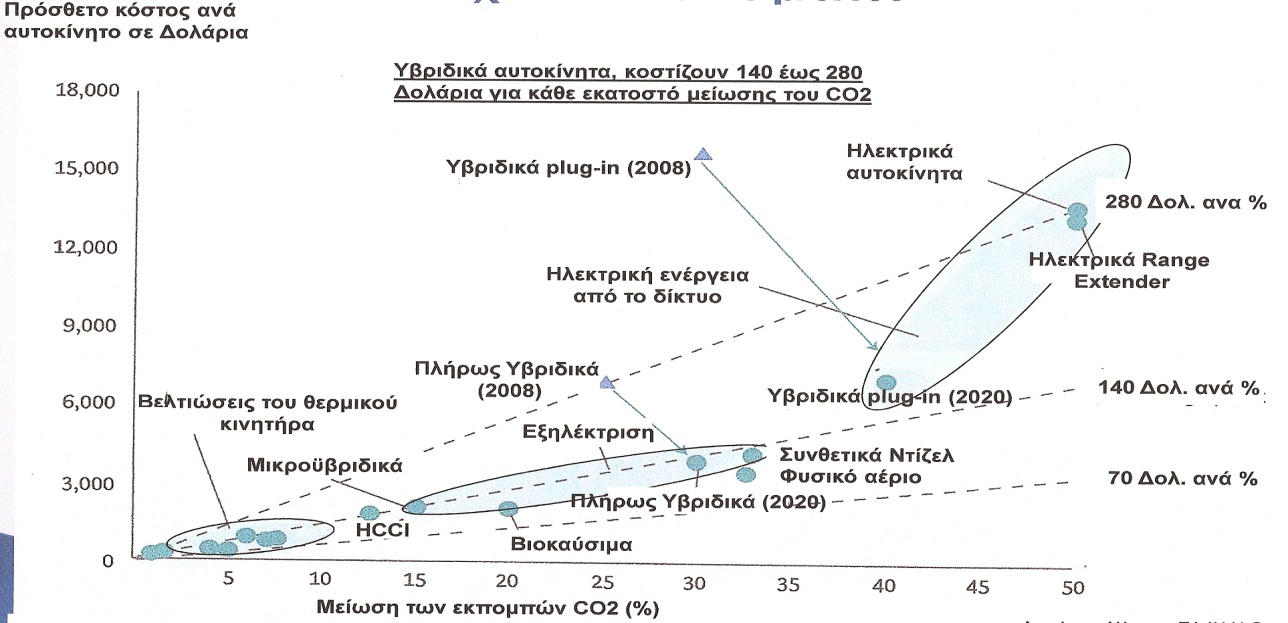 Πρόσθετο κόστος ανά
αυτοκίνητο σε Δολάρια
Υβριδικά αυτοκίνητα, κοστίζουν 140 έως 280
Δολάρια για κάθε εκατοστό μείωσης του CO2
18,000
15,000
12,000
9,000
6,000
3,000
0
Υβριδικά plug-in (2008)
Ηλεκτρικά
αυτοκίνητα
280 Δολ. ανα %
Ηλεκτρικά Range
Extender
Ηλεκτρική ενέργεια
από το δίκτυο
Πλήρως Υβριδικά
(2008)
Υβριδικά plug-in (2020)
140 Δολ. ανά %
Βελτιώσεις του θερμικού
κινητήρα
Εξηλέκτριση
Μικροϋβριδικά
Συνθετικά Ντίζελ
Φυσικό αέριο
70 Δολ. ανά %
Πλήρως Υβριδικά (2020)
HCCI
Βιοκαύσιμα
5
10
15
20
25
30
35
40
45
50
Μείωση των εκπομπών CO2 (%)